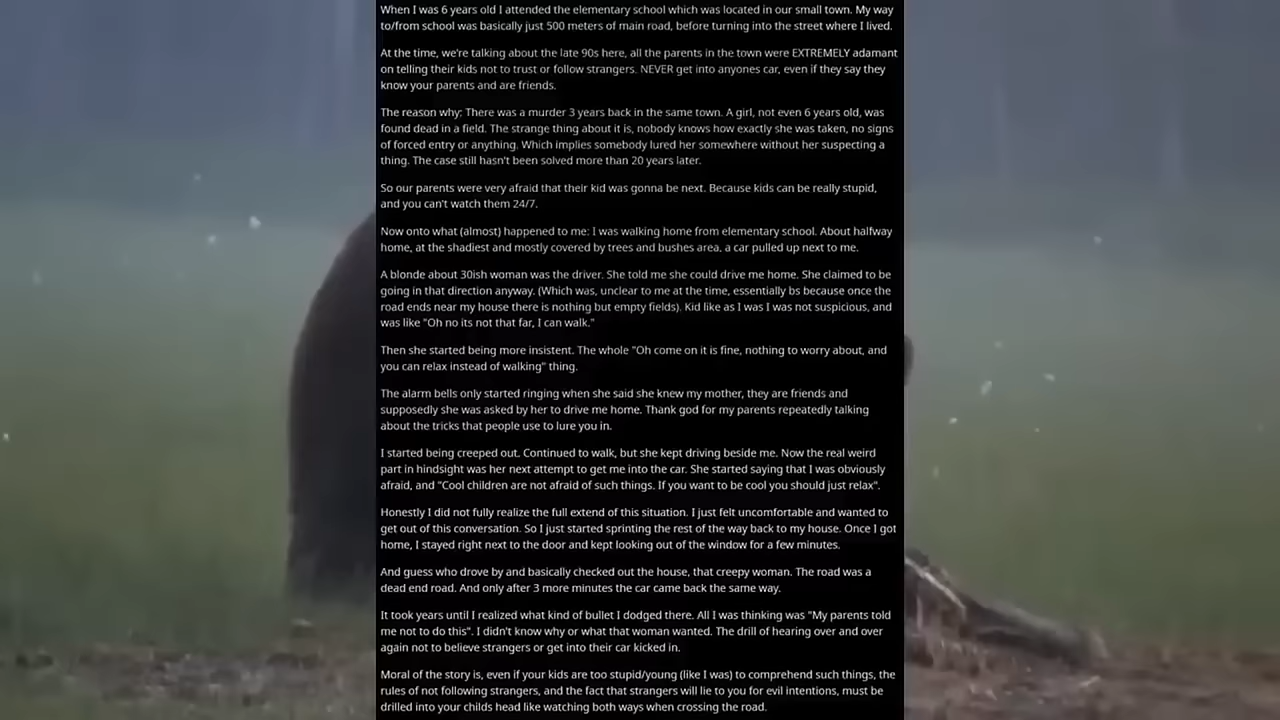 When I was 6 years old I attended the elementary school which was located in our small town. My way
to/from school was basically just 500 meters of main road, before turning into the street where I lived.
At the time, we're talking about the late 90s here, all the parents in the town were EXTREMELY adamant
on telling their kids not to trust or follow strangers. NEVER get into anyones car, even if they say they
know your parents and are friends.
The reason why: There was a murder 3 years back in the same town. A girl, not even 6 years old, was
found dead in a field. The strange thing about it is, nobody knows how exactly she was taken, no signs
of forced entry or anything. Which implies somebody lured her somewhere without her suspecting a
thing. The case still hasn't been solved more than 20 years later.
So our parents were very afraid that their kid was gonna be next. Because kids can be really stupid,
and you can't watch them 24/7.
Now onto what (almost) happened to me: I was walking home from elementary school. About halfway
home, at the shadiest and mostly covered by trees and bushes area, a car pulled up next to me.
A blonde about 30ish woman was the driver. She told me she could drive me home. She claimed to be
going in that direction anyway. (Which was, unclear to me at the time, essentially bs because once the
road ends near my house there is nothing but empty fields). Kid like as I was I was not suspicious, and
was like "Oh no its not that far, I can walk."
Then she started being more insistent. The whole "Oh come on it is fine, nothing to worry about, and
you can relax instead of walking" thing.
The alarm bells only started ringing when she said she knew my mother, they are friends and
supposedly she was asked by her to drive me home. Thank god for my parents repeatedly talking
about the tricks that people use to lure you in.
I started being creeped out. Continued to walk, but she kept driving beside me. Now the real weird
part in hindsight was her next attempt to get me into the car. She started saying that I was obviously
afraid, and "Cool children are not afraid of such things. If you want to be cool you should just relax".
Honestly I did not fully realize the full extend of this situation. I just felt uncomfortable and wanted to
get out of this conversation. So I just started sprinting the rest of the way back to my house. Once I got
home, I stayed right next to the door and kept looking out of the window for a few minutes.
And guess who drove by and basically checked out the house, that creepy woman. The road was a
dead end road. And only after 3 more minutes the car came back the same way.
It took years until I realized what kind of bullet I dodged there. All I was thinking was "My parents told
me not to do this". I didn't know why or what that woman wanted. The drill of hearing over and over
again not to believe strangers or get into their car kicked in.
Moral of the story is, even if your kids are too stupid/young (like I was) to comprehend such things, the
rules of not following strangers, and the fact that strangers will lie to you for evil intentions, must be
drilled into your childs head like watching both ways when crossing the road.